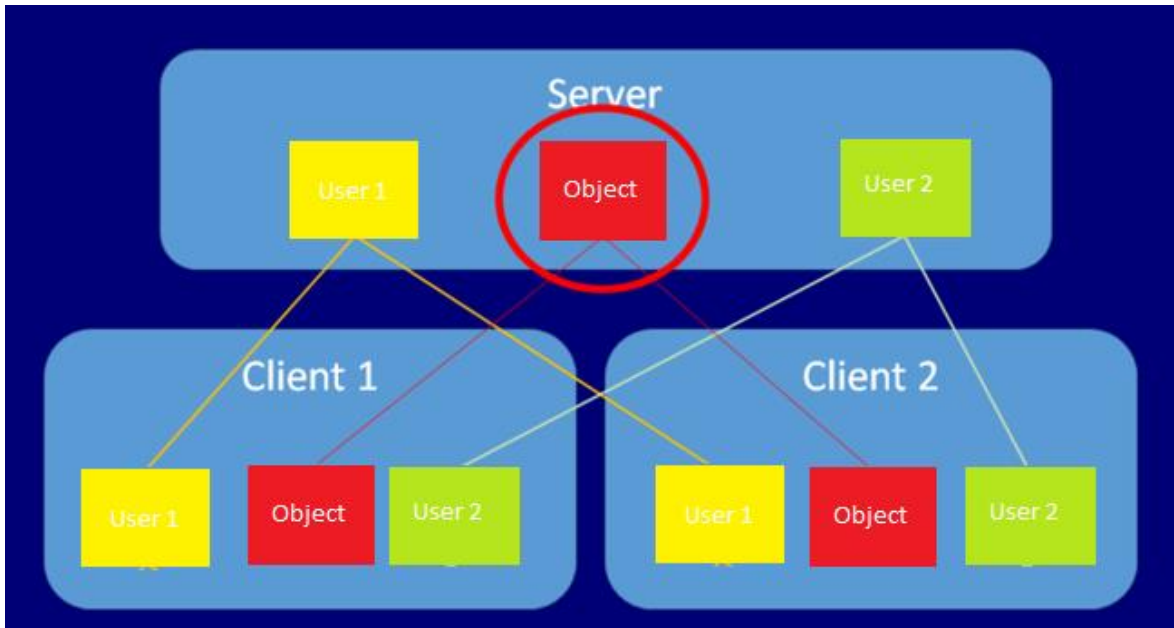 Server
User 1
Object
User 2
Client 1
Client 2
User 1
Object
User 2
User 1
Object
User 2